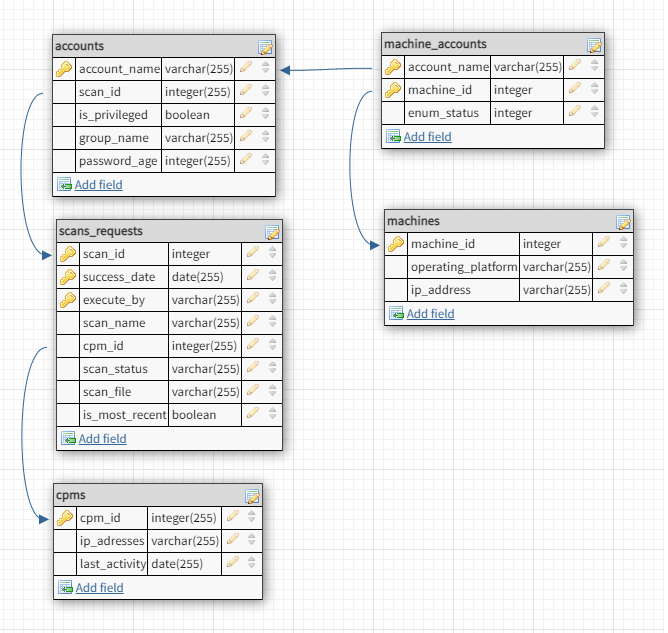 accounts
account_name varchar(255)
scan_id integer(255)
is_privileged boolean
group_name varchar(255)
password_age integer(255)
Add field
machine_accounts
account_name varchar(255)
machine_id integer
enum_status integer
Add field
scans_requests
scan_id integer
success_date date(255)
execute_by varchar(255)
scan_name varchar(255)
cpm_id integer(255)
scan_status varchar(255)
scan_file varchar(255)
is_most_recent boolean
Add field
machines
machine_id integer
operating_platform varchar(255)
ip_address varchar(255)
Add field
cpms
cpm_id integer(255)
ip_adresses varchar(255)
last_activity date(255)
Add field